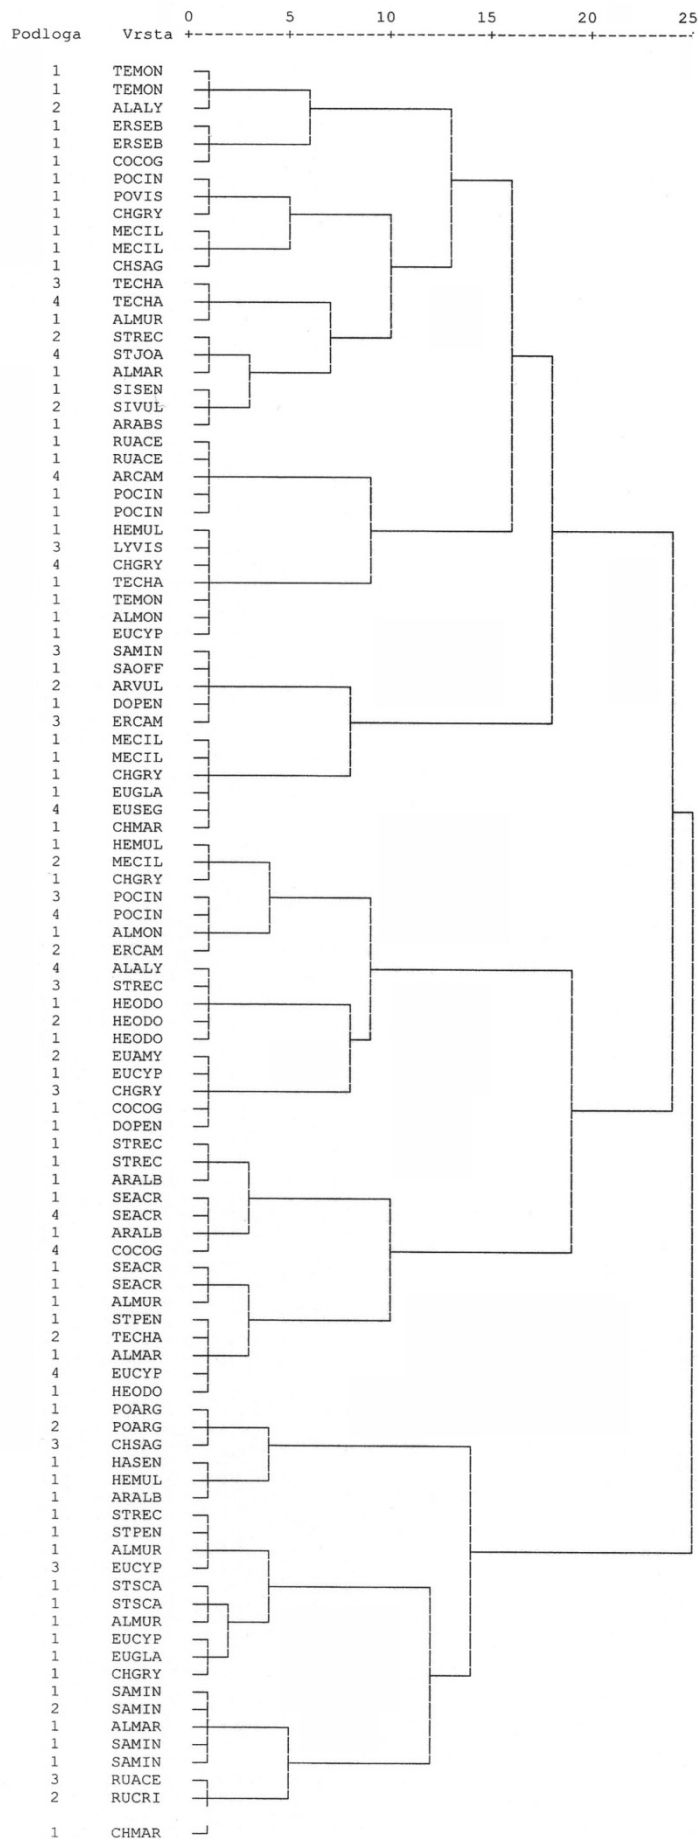 0 5 10 15 20 25
Podloga Vrsta
1 TEMON
1 TEMON
2 ALALY
1 ERSEB
1 ERSEB
1 COCOG
1 POCIN
1 POVIS
1 CHGRY
1 MECIL
1 MECIL
1 CHSAG
3 TECHA
4 TECHA
1 ALMUR
2 STREC
4 STJOA
1 ALMAR
1 SISEN
2 SIVUL
1 ARABS
1 RUACE
1 RUACE
4 ARCAM
1 POCIN
1 POCIN
1 HEMUL
3 LYVIS
4 CHGRY
1 TECHA
1 TEMON
1 ALMON
1 EUCYP
3 SAMIN
1 SAOFF
2 ARVUL
1 DOPEN
3 ERCAM
1 MECIL
1 MECIL
1 CHGRY
1 EUGLA
4 EUSEG
1 CHMAR
1 HEMUL
2 MECIL
1 CHGRY
3 POCIN
4 POCIN
1 ALMON
2 ERCAM
4 ALALY
3 STREC
1 HEODO
2 HEODO
1 HEODO
2 EUAMY
1 EUCYP
3 CHGRY
1 COCOG
1 DOPEN
1 STREC
1 STREC
1 ARALB
1 SEACR
4 SEACR
1 ARALB
4 COCOG
1 SEACR
1 SEACR
1 ALMUR
1 STPEN
2 TECHA
1 ALMAR
4 EUCYP
1 HEODO
1 POARG
2 POARG
3 CHSAG
1 HASEN
1 HEMUL
1 ARALB
1 STREC
1 STPEN
1 ALMUR
3 EUCYP
1 STSCA
1 STSCA
1 ALMUR
1 EUCYP
1 EUGLA
1 CHGRY
1 SAMIN
2 SAMIN
1 ALMAR
1 SAMIN
1 SAMIN
3 RUACE
2 RUCRI
1 CHMAR